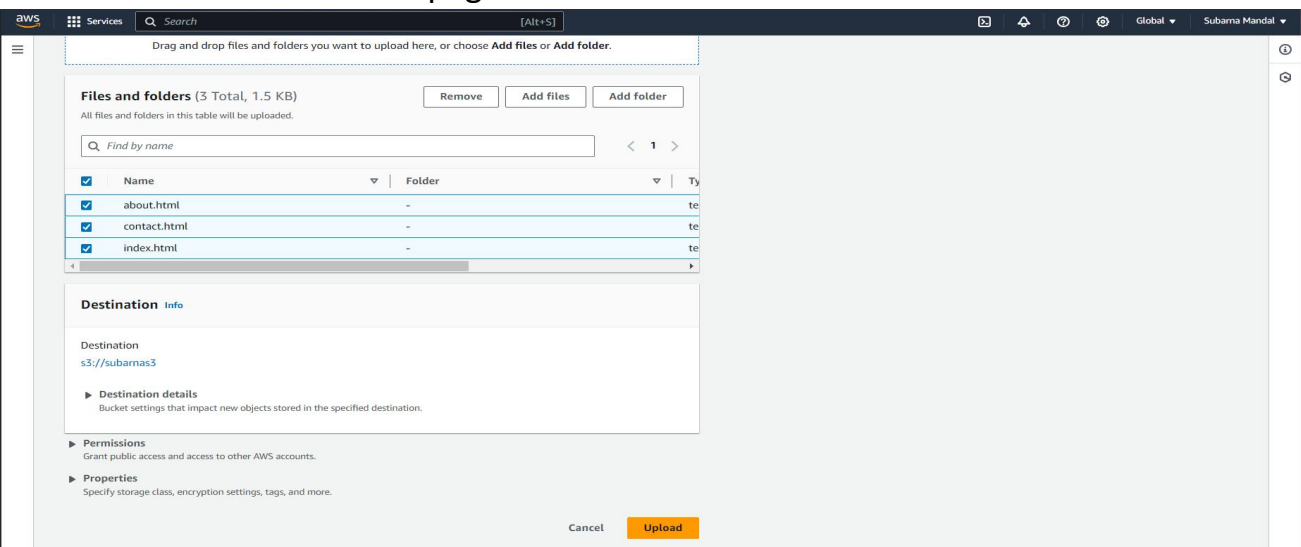 aws Services Search [Alt+S] Global Subarna Mandal
Drag and drop files and folders you want to upload here, or choose Add files or Add folder.
Files and folders (3 Total, 1.5 KB) Remove Add files Add folder
All files and folders in this table will be uploaded.
Find by name 1
Name Folder Ty
about.html - te
contact.html - te
index.html - te
Destination Info
Destination
s3://subarnas3
Destination details
Bucket settings that impact new objects stored in the specified destination.
Permissions
Grant public access and access to other AWS accounts.
Properties
Specify storage class, encryption settings, tags, and more.
Cancel Upload